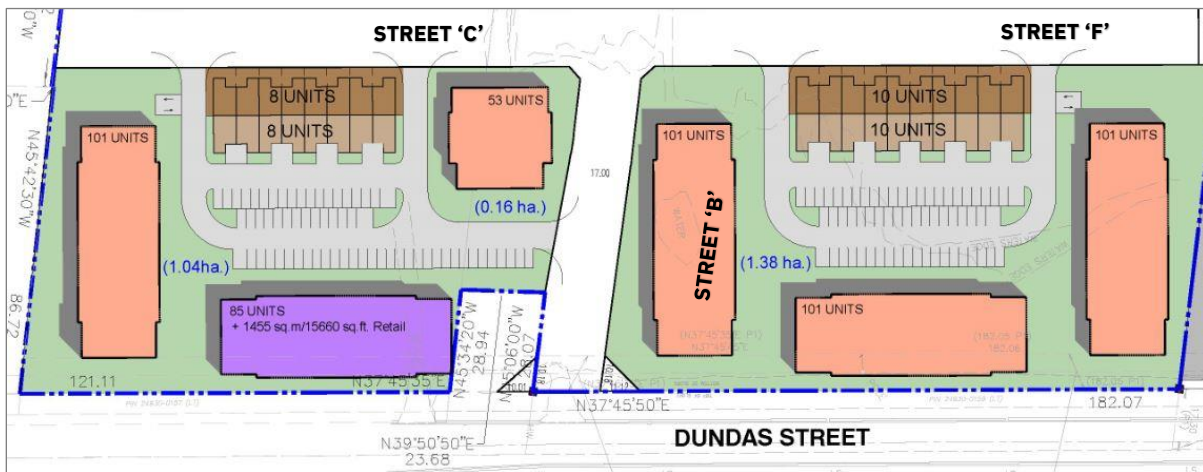 STREET ‘C’
STREET ‘F’
8 UNITS
8 UNITS
53 UNITS
101 UNITS
(0.16 ha.)
(1.04ha.)
85 UNITS
+ 1455 sq.m/15660 sq.ft. Retail
N45°42'30"W
86.72
121.11
N37°45'35"E
N45°34'20"W
28.94
28.07
17.00
10 UNITS
10 UNITS
101 UNITS
101 UNITS
STREET ‘B’
(1.38 ha.)
101 UNITS
N37°45'50"E
182.07
N39°50'50"E
23.68
DUNDAS STREET